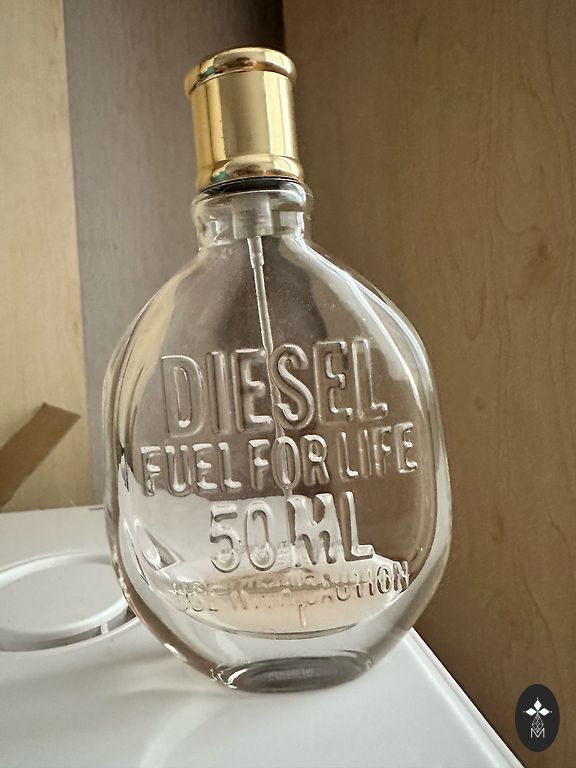 DIESEL
FUEL FOR LIFE
50 ML
USE WITH CAUTION
M